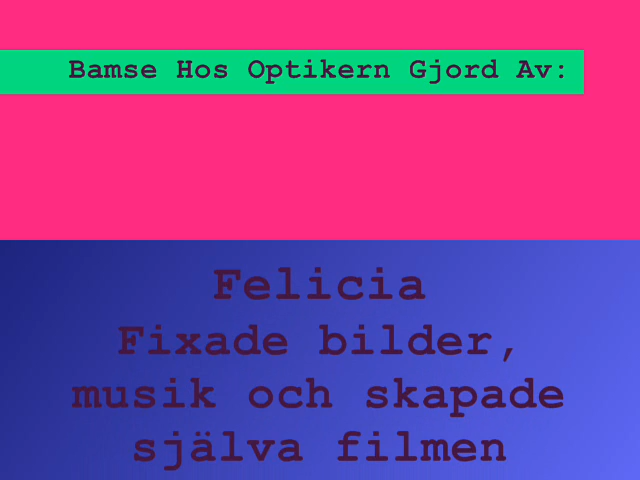 Bamse Hos Optikern Gjord Av:
Felicia
Fixade bilder,
musik och skapade
själva filmen